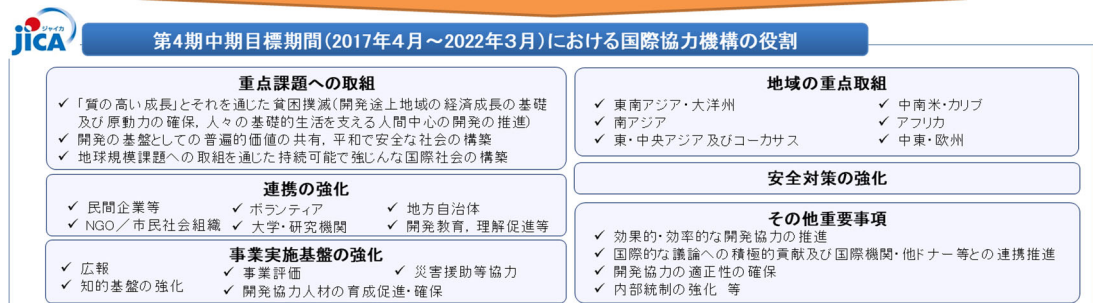 ジャイカ
JICA
第4期中期目標期間(2017年4月～2022年3月)における国際協力機構の役割
重点課題への取組
✓ 「質の高い成長」とそれを通じた貧困撲滅(開発途上地域の経済成長の基礎
及び原動力の確保，人々の基礎的生活を支える人間中心の開発の推進)
✓ 開発の基盤としての普遍的価値の共有，平和で安全な社会の構築
✓ 地球規模課題への取組を通じた持続可能で強じんな国際社会の構築
連携の強化
✓ 民間企業等 ✓ ボランティア ✓ 地方自治体
✓ NGO／市民社会組織 ✓ 大学・研究機関 ✓ 開発教育，理解促進等
事業実施基盤の強化
✓ 広報 ✓ 事業評価 ✓ 災害援助等協力
✓ 知的基盤の強化 ✓ 開発協力人材の育成促進・確保
地域の重点取組
✓ 東南アジア・大洋州 ✓ 中南米・カリブ
✓ 南アジア ✓ アフリカ
✓ 東・中央アジア及びコーカサス ✓ 中東・欧州
安全対策の強化
その他重要事項
✓ 効果的・効率的な開発協力の推進
✓ 国際的な議論への積極的貢献及び国際機関・他ドナー等との連携推進
✓ 開発協力の適正性の確保
✓ 内部統制の強化 等